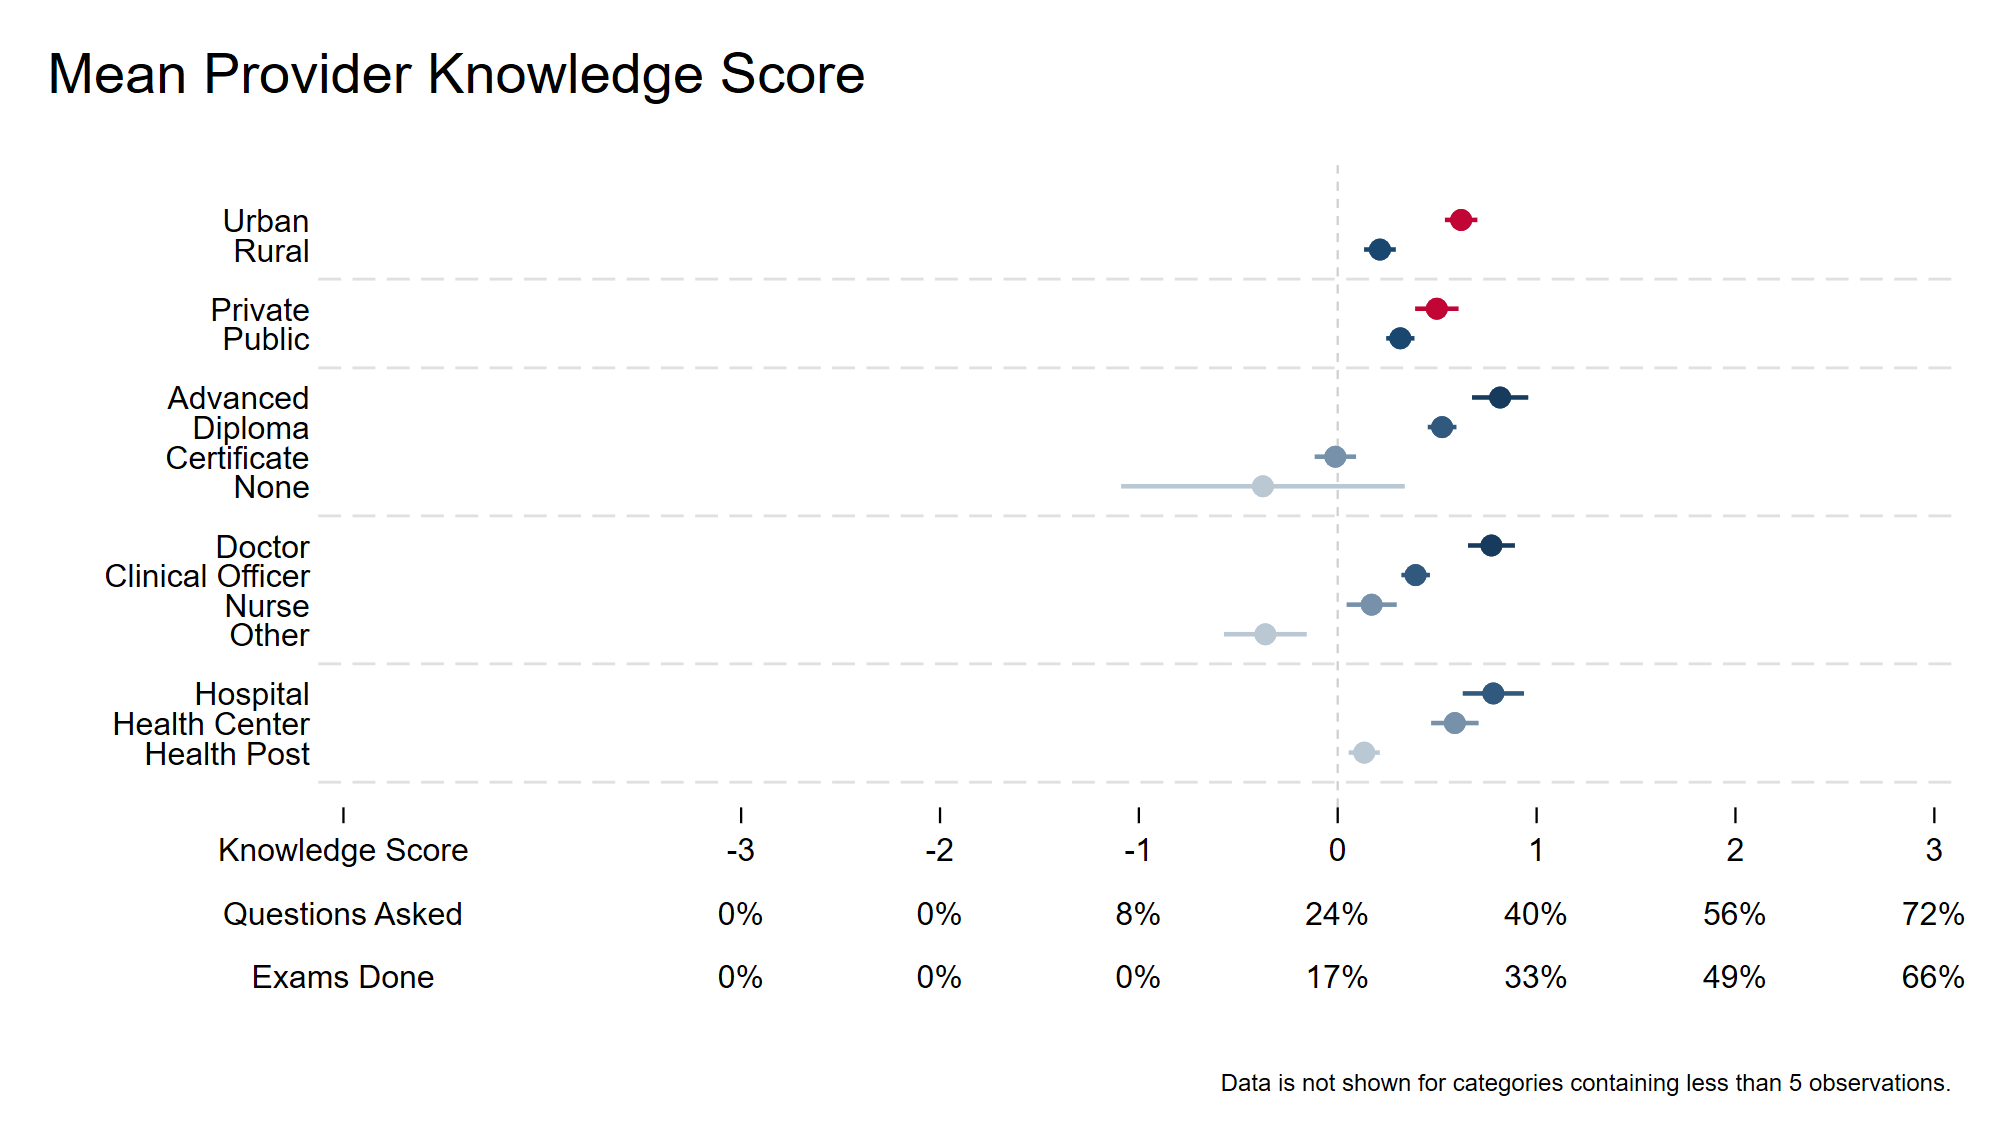 Mean Provider Knowledge Score
Urban
Rural
Private
Public
Advanced
Diploma
Certificate
None
Doctor
Clinical Officer
Nurse
Other
Hospital
Health Center
Health Post
Knowledge Score -3 -2 -1 0 1 2 3
Questions Asked 0% 0% 8% 24% 40% 56% 72%
Exams Done 0% 0% 0% 17% 33% 49% 66%
Data is not shown for categories containing less than 5 observations.